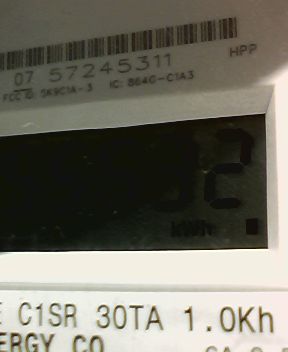 HPP
07 57245311
FCC ID: SK9C1A-3 IC: 864G-C1A3
2
kWh
C1SR 30TA 1.0Kh
ERGY CO